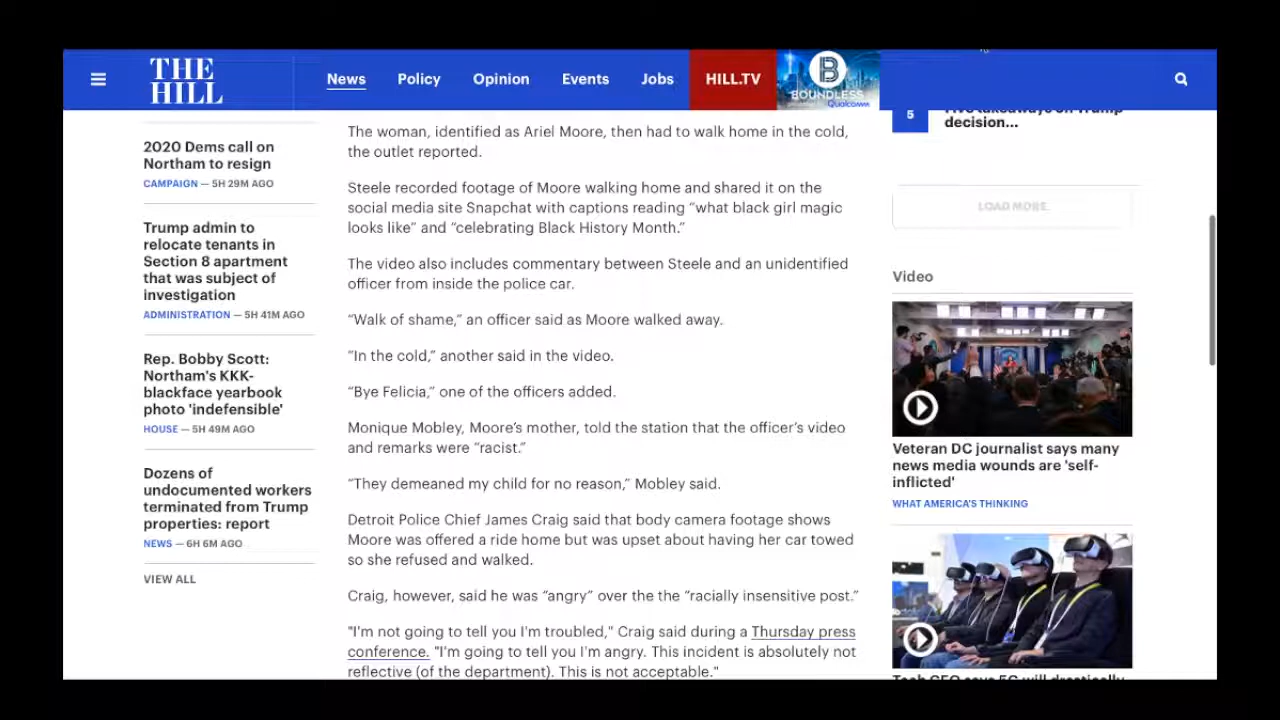 THE
HILL
News
Policy
Opinion
Events
Jobs
HILL.TV
B
BOUNDLESS
Qualcomm
2020 Dems call on
Northam to resign
CAMPAIGN — 5H 29M AGO
Trump admin to
relocate tenants in
Section 8 apartment
that was subject of
investigation
ADMINISTRATION — 5H 41M AGO
Rep. Bobby Scott:
Northam's KKK-
blackface yearbook
photo 'indefensible'
HOUSE — 5H 49M AGO
Dozens of
undocumented workers
terminated from Trump
properties: report
NEWS — 6H 6M AGO
VIEW ALL
The woman, identified as Ariel Moore, then had to walk home in the cold,
the outlet reported.
Steele recorded footage of Moore walking home and shared it on the
social media site Snapchat with captions reading “what black girl magic
looks like” and “celebrating Black History Month.”
The video also includes commentary between Steele and an unidentified
officer from inside the police car.
“Walk of shame,” an officer said as Moore walked away.
“In the cold,” another said in the video.
“Bye Felicia,” one of the officers added.
Monique Mobley, Moore’s mother, told the station that the officer’s video
and remarks were “racist.”
“They demeaned my child for no reason,” Mobley said.
Detroit Police Chief James Craig said that body camera footage shows
Moore was offered a ride home but was upset about having her car towed
so she refused and walked.
Craig, however, said he was “angry” over the the “racially insensitive post.”
"I'm not going to tell you I'm troubled," Craig said during a Thursday press
conference. "I'm going to tell you I'm angry. This incident is absolutely not
reflective (of the department). This is not acceptable."
5
Five takeaways on Trump
decision...
LOAD MORE
Video
Veteran DC journalist says many
news media wounds are 'self-
inflicted'
WHAT AMERICA'S THINKING
Tech CEO says 5G will drastically